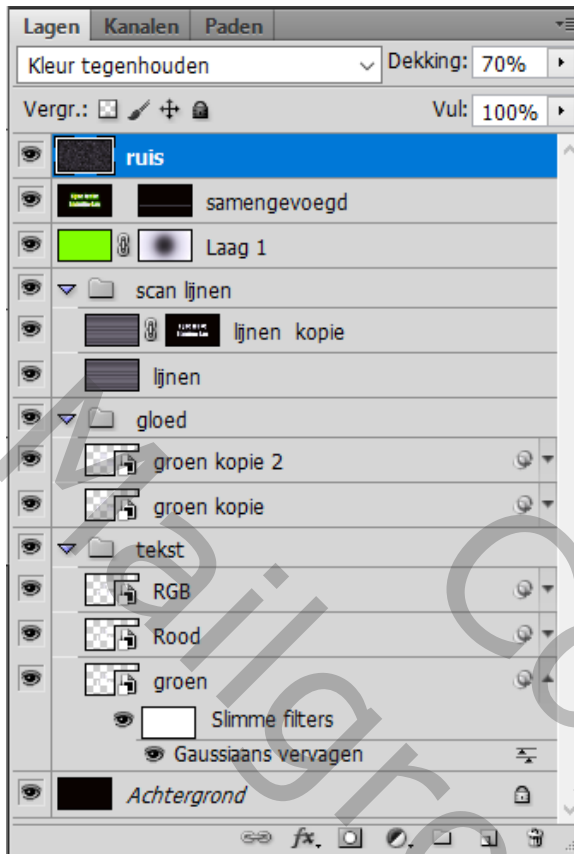 Lagen Kanalen Paden
Kleur tegenhouden Dekking: 70%
Vergr.: Vul: 100%
ruis
samengevoegd
Laag 1
scan lijnen
lijnen kopie
lijnen
gloed
groen kopie 2
groen kopie
tekst
RGB
Rood
groen
Slimme filters
Gaussiaans vervagen
Achtergrond
fx.